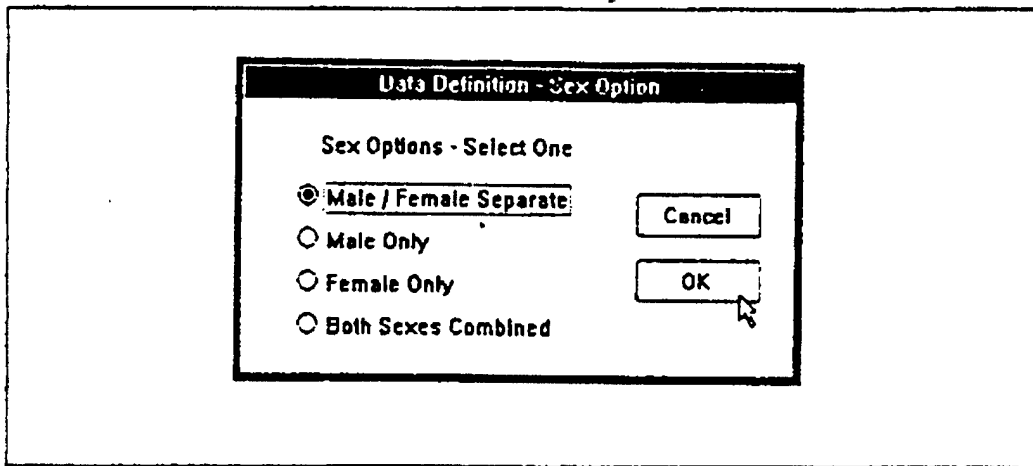 Data Definition - Sex Option
Sex Options - Select One
Male / Female Separate
Male Only
Female Only
Both Sexes Combined
Cancel
OK